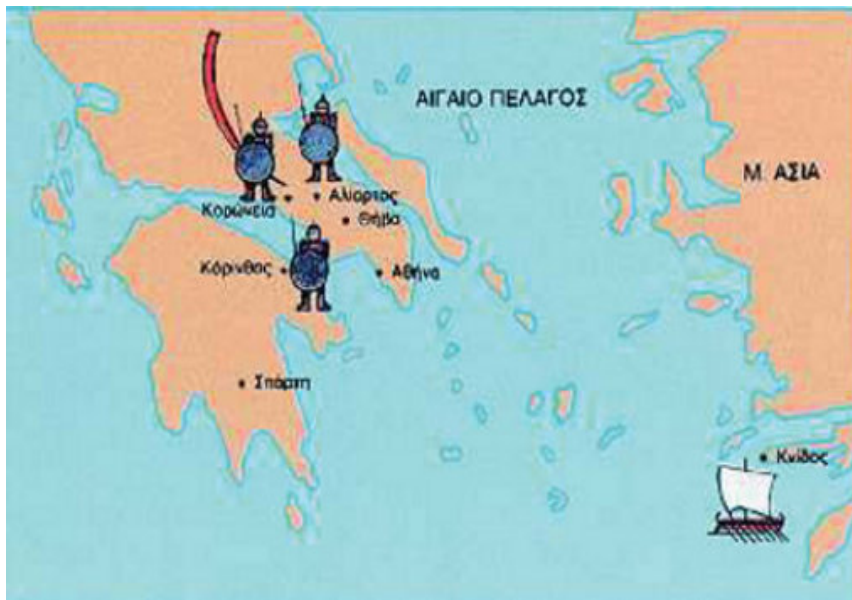 ΑΙΓΑΙΟ ΠΕΛΑΓΟΣ
Μ. ΑΣΙΑ
Αλίαρτος
Κορώνεια
Θήβα
Κόρινθος
Αθήνα
Σπάρτη
Κνίδος